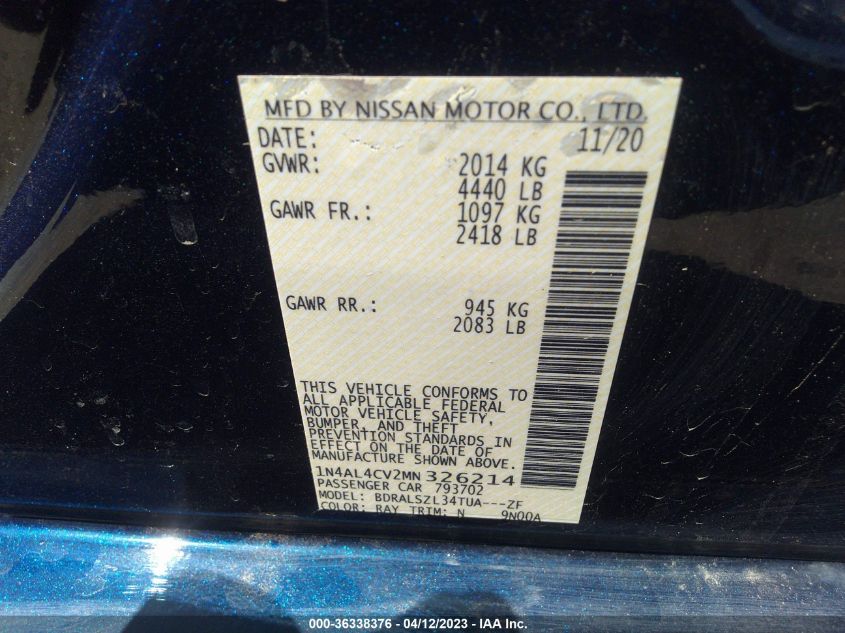 MFD BY NISSAN MOTOR CO., LTD.
DATE: 11/20
GVWR: 2014 KG
4440 LB
GAWR FR.: 1097 KG
2418 LB
GAWR RR.: 945 KG
2083 LB
THIS VEHICLE CONFORMS TO
ALL APPLICABLE FEDERAL
MOTOR VEHICLE SAFETY,
BUMPER, AND THEFT
PREVENTION STANDARDS IN
EFFECT ON THE DATE OF
MANUFACTURE SHOWN ABOVE.
1N4AL4CV2MN 326214
PASSENGER CAR 793702
MODEL: BDRALSZL34TUA---ZF
COLOR: RAY TRIM: N 9N00A
000-36338376 - 04/12/2023 - IAA Inc.